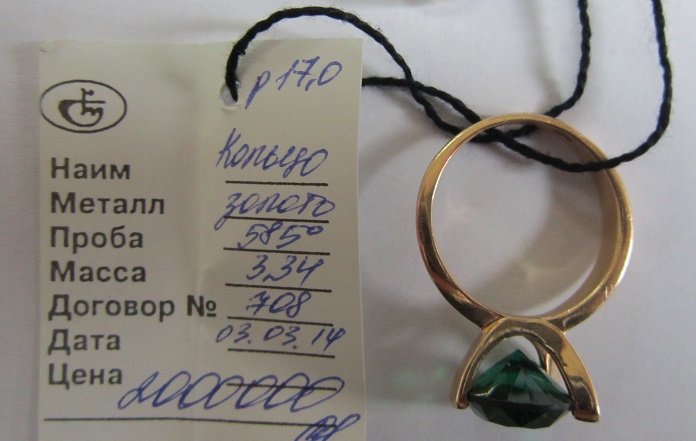 р 17,0
Наим Кольцо
Металл золото
Проба 585°
Масса 3,34
Договор № 708
Дата 03.03.14
Цена 2000000